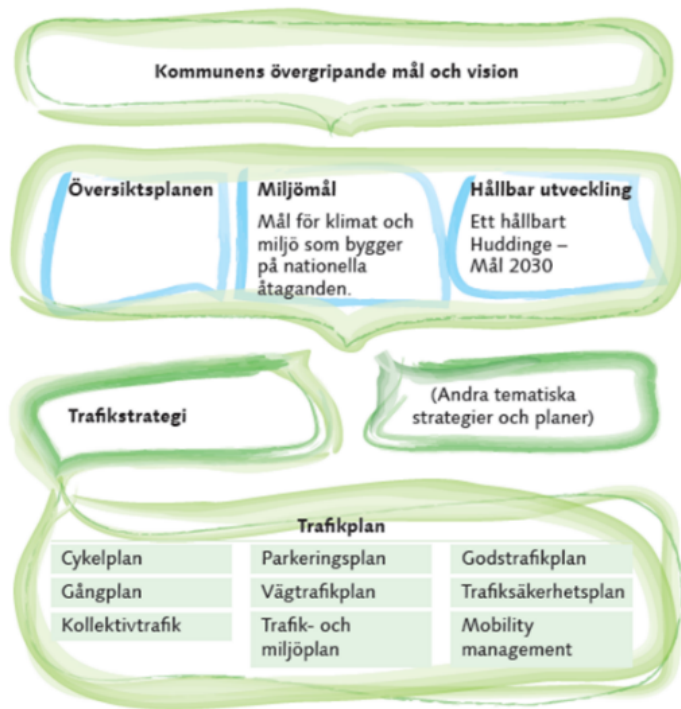 Kommunens övergripande mål och vision
Översiktsplanen
Miljömål
Mål för klimat och
miljö som bygger
på nationella
åtaganden.
Hållbar utveckling
Ett hållbart
Huddinge –
Mål 2030
Trafikstrategi
(Andra tematiska
strategier och planer)
Trafikplan
Cykelplan
Parkeringsplan
Godstrafikplan
Gångplan
Vägtrafikplan
Trafiksäkerhetsplan
Kollektivtrafik
Trafik- och
miljöplan
Mobility
management